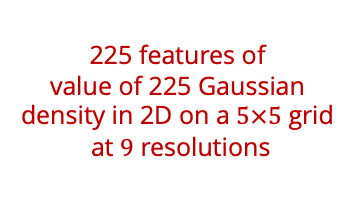 225 features of
value of 225 Gaussian
density in 2D on a 5×5 grid
at 9 resolutions